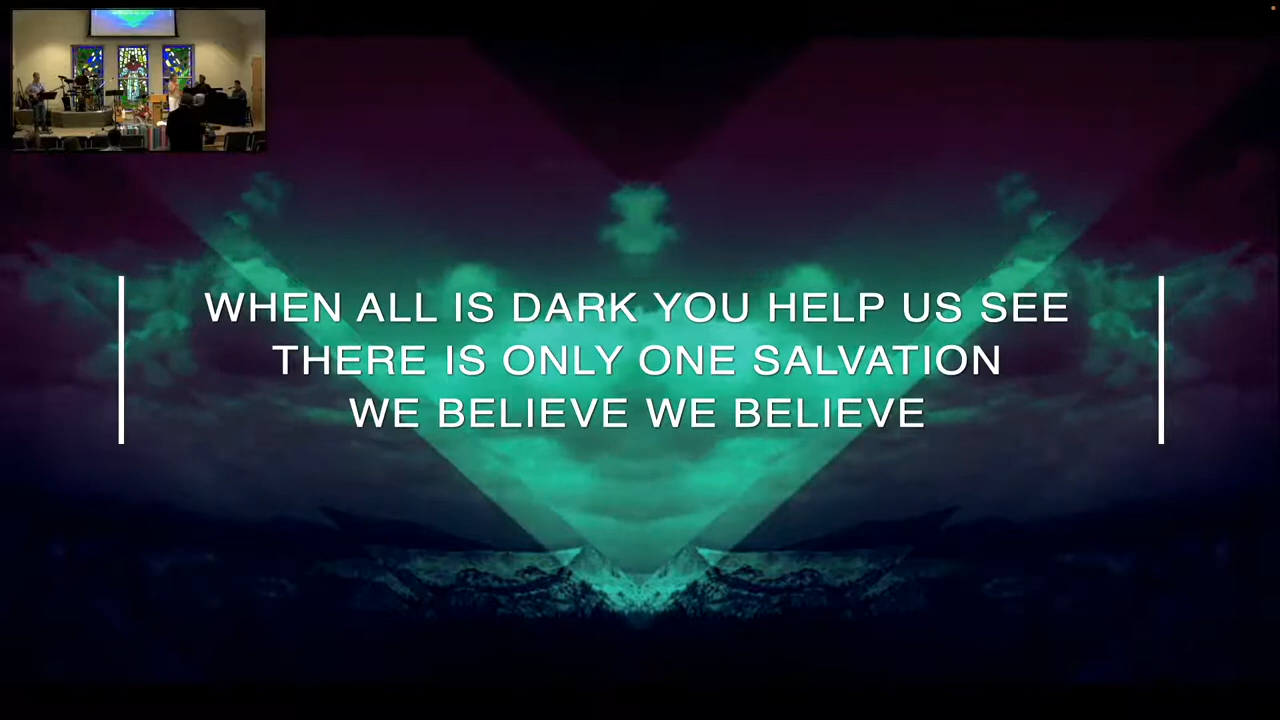 WHEN ALL IS DARK YOU HELP US SEE
THERE IS ONLY ONE SALVATION
WE BELIEVE WE BELIEVE